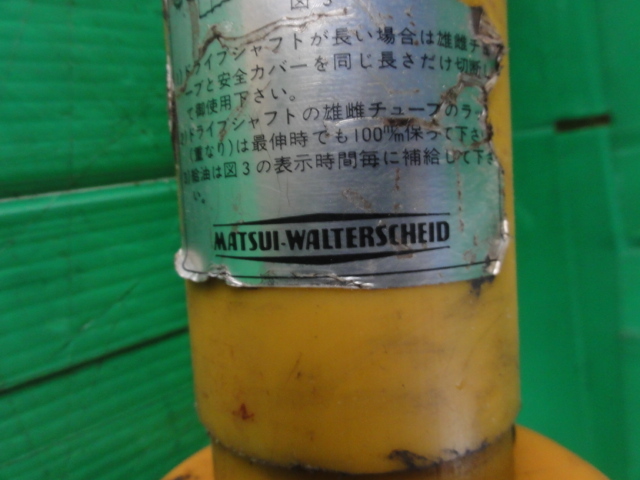 図3
ドライブシャフトが長い場合は雄雌チュ
ーブと安全カバーを同じ長さだけ切断し
て御使用下さい。
ドライブシャフトの雄雌チューブのラッ
(重なり)は最伸時でも100㎜保って下さ
給油は図3の表示時間毎に補給して下さ
い。
MATSUI-WALTERSCHEID